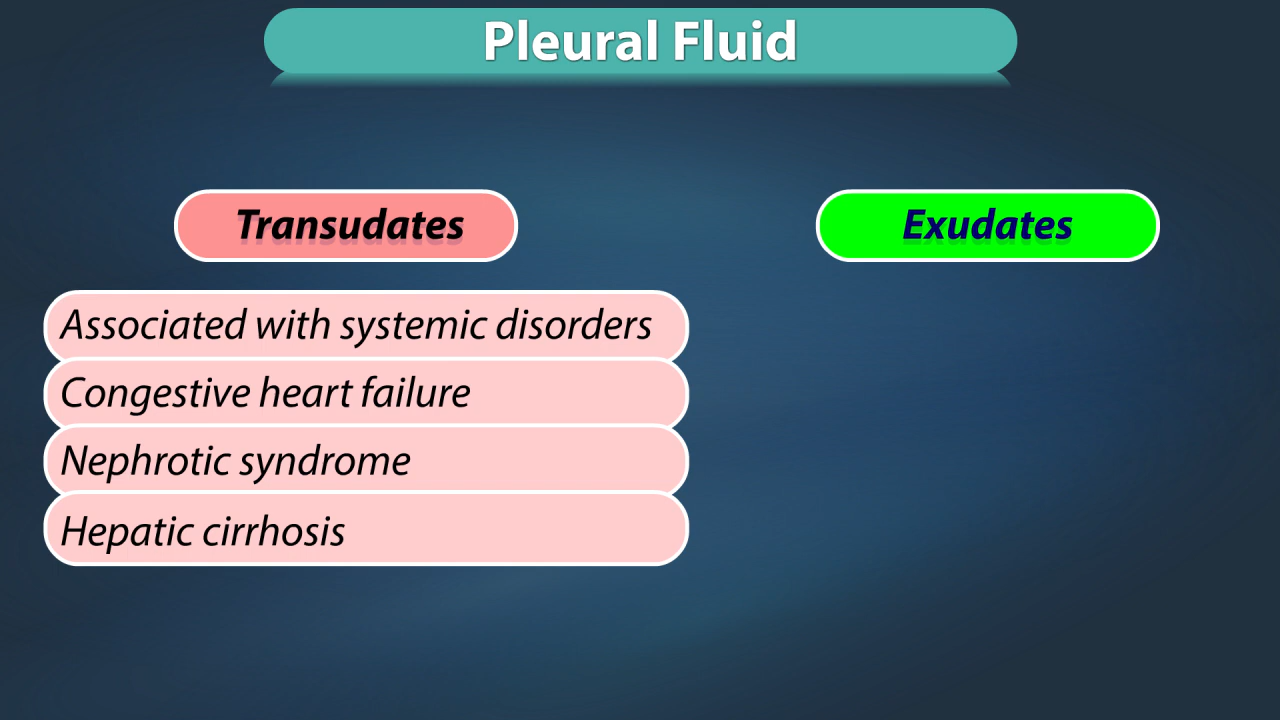 Pleural Fluid
Transudates
Exudates
Associated with systemic disorders
Congestive heart failure
Nephrotic syndrome
Hepatic cirrhosis